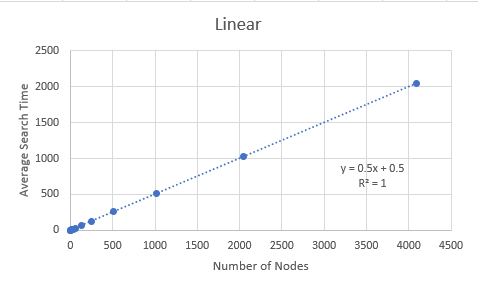 Linear
2500
2000
1500
1000
500
0
Average Search Time
y = 0.5x + 0.5
R² = 1
0 500 1000 1500 2000 2500 3000 3500 4000 4500
Number of Nodes